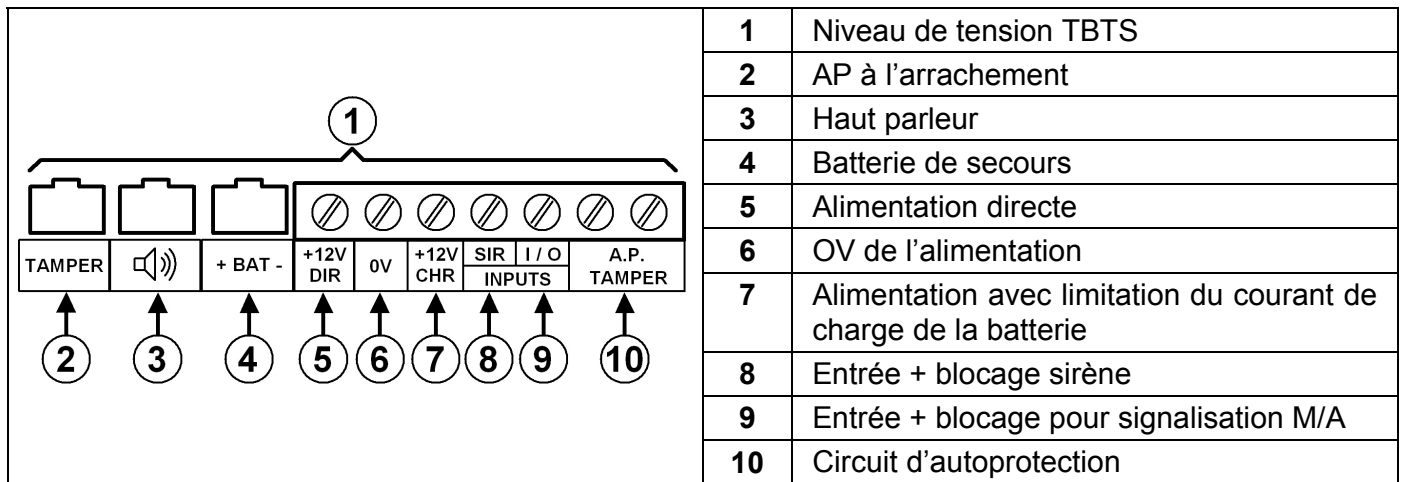 1
TAMPER
+ BAT -
+12V DIR
0V
+12V CHR
SIR
I / O
INPUTS
A.P. TAMPER
2
3
4
5
6
7
8
9
10
1 Niveau de tension TBTS
2 AP à l’arrachement
3 Haut parleur
4 Batterie de secours
5 Alimentation directe
6 OV de l’alimentation
7 Alimentation avec limitation du courant de
charge de la batterie
8 Entrée + blocage sirène
9 Entrée + blocage pour signalisation M/A
10 Circuit d’autoprotection